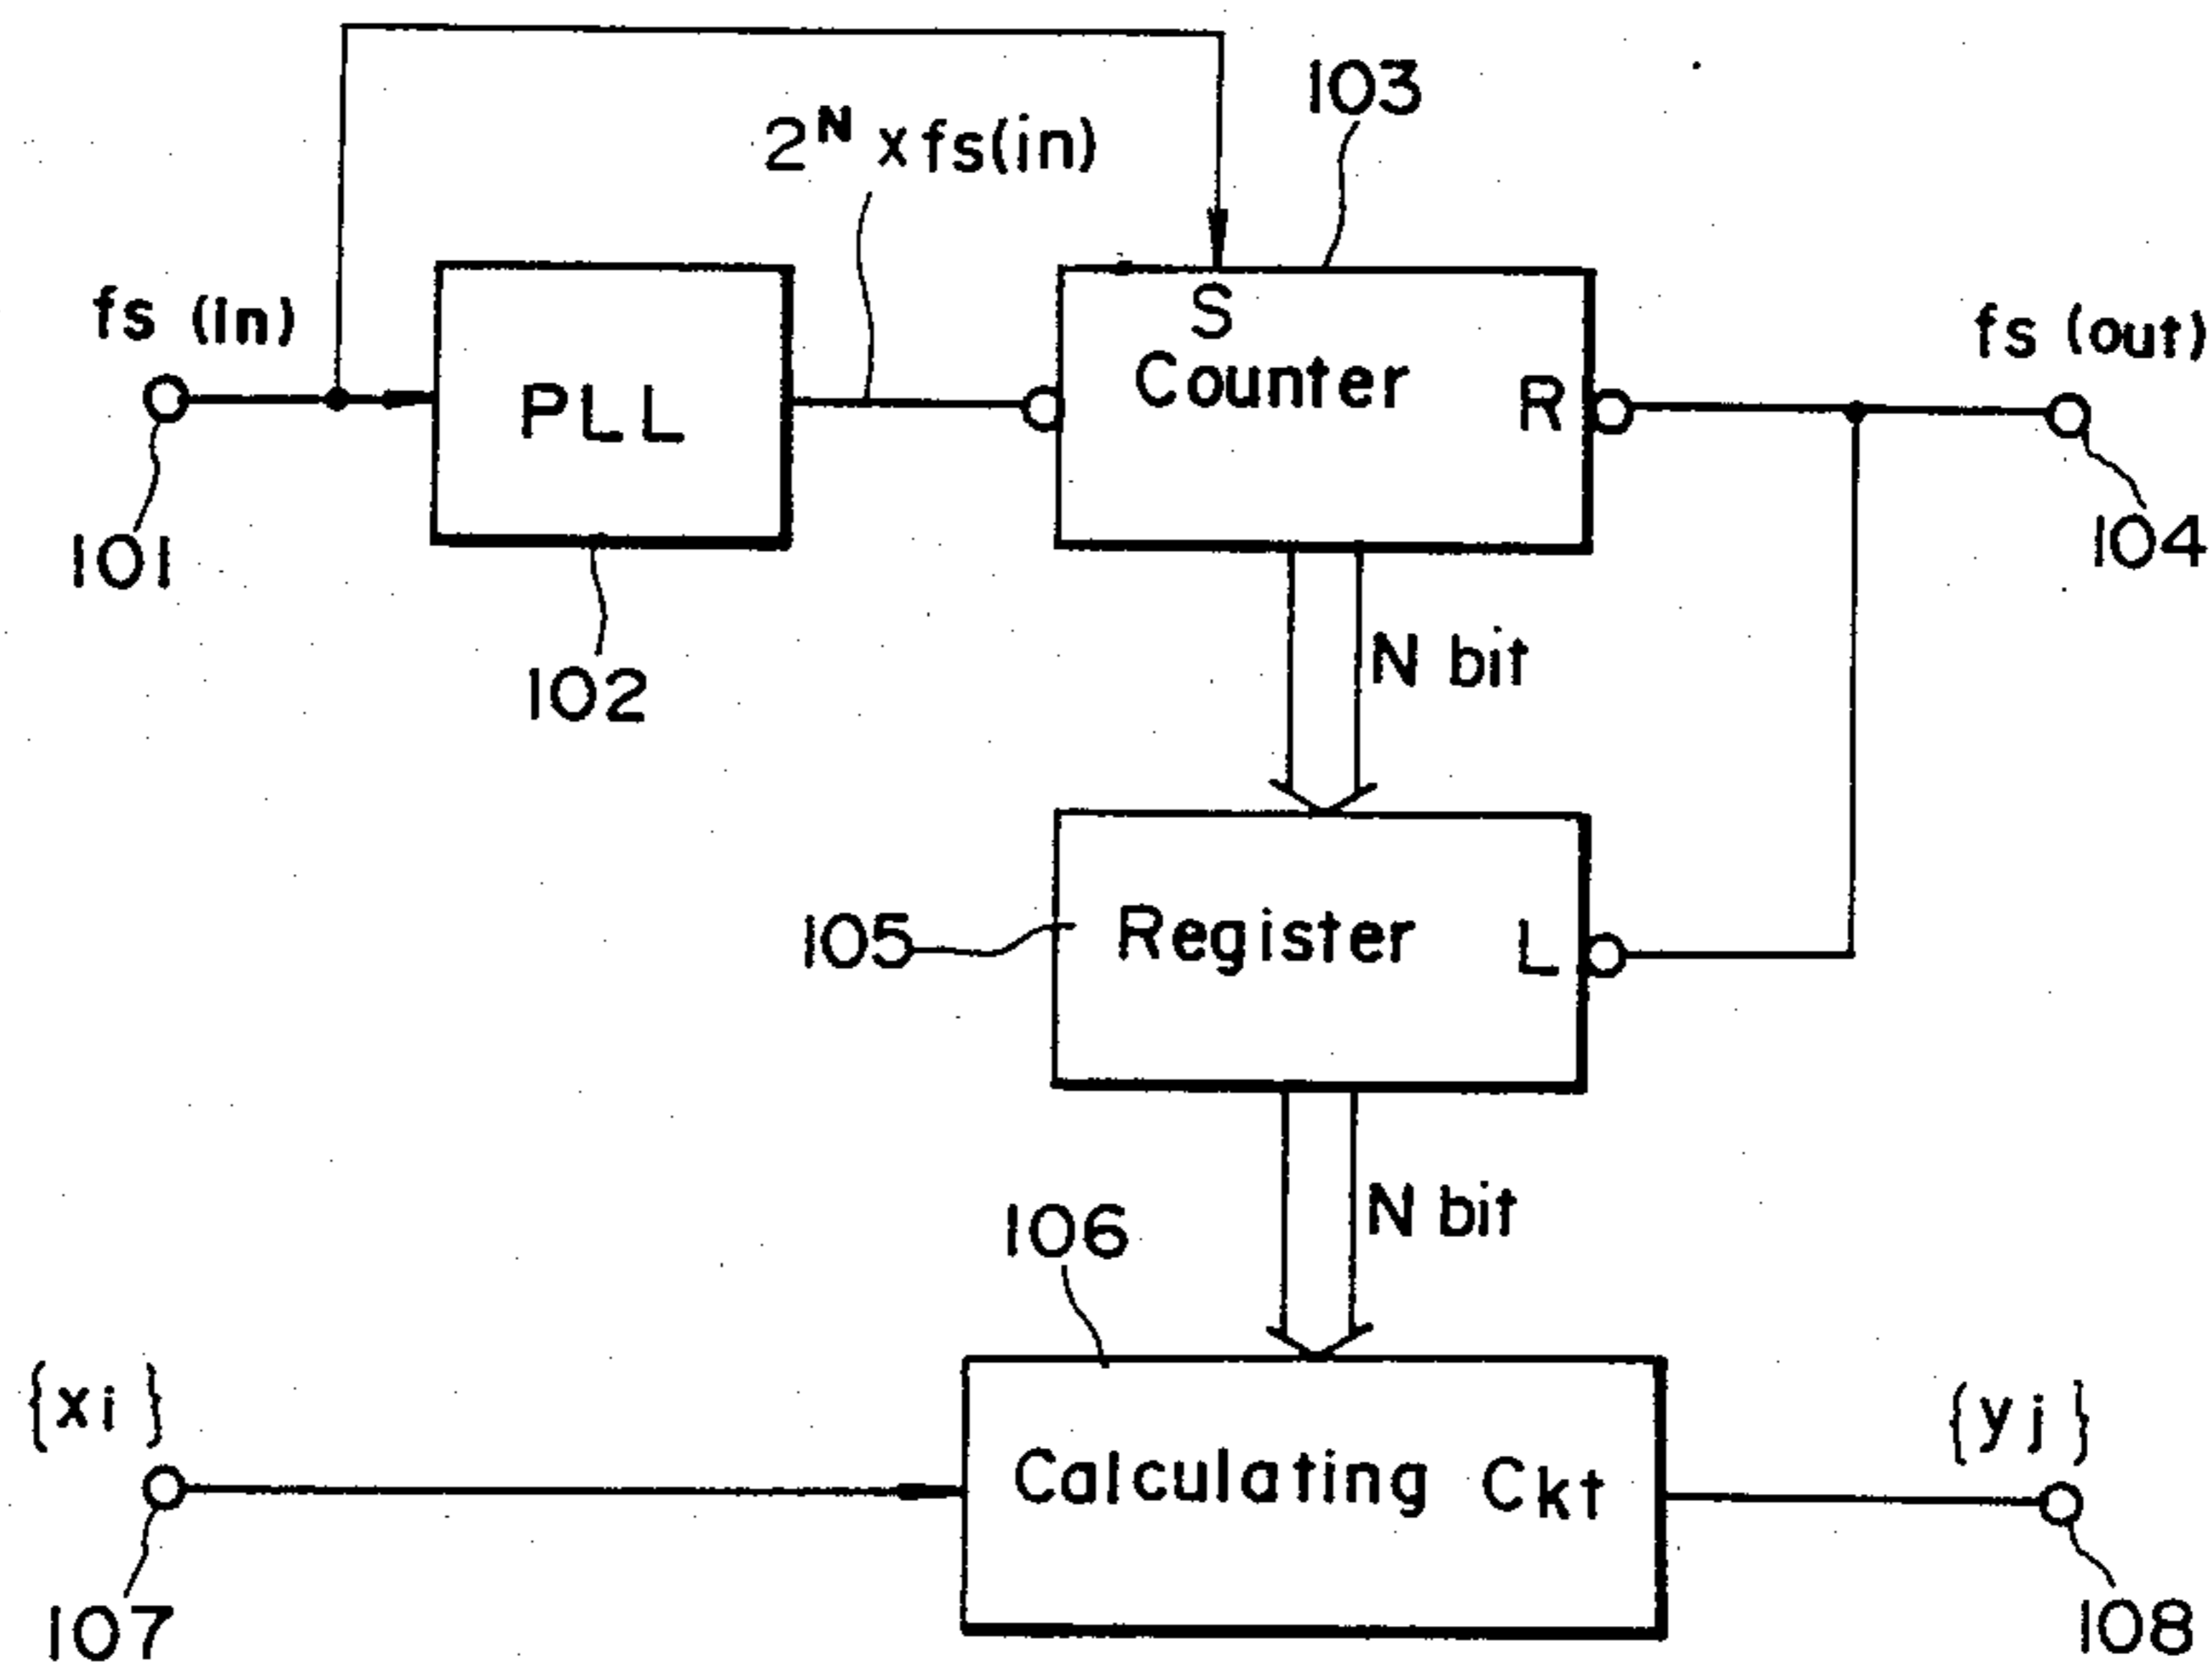 103
2ᴺ x fs(in)
fs (in)
S
fs (out)
PLL
Counter
R
101
104
N bit
102
105
Register
L
106
N bit
{xi}
{yj}
Calculating Ckt
107
108